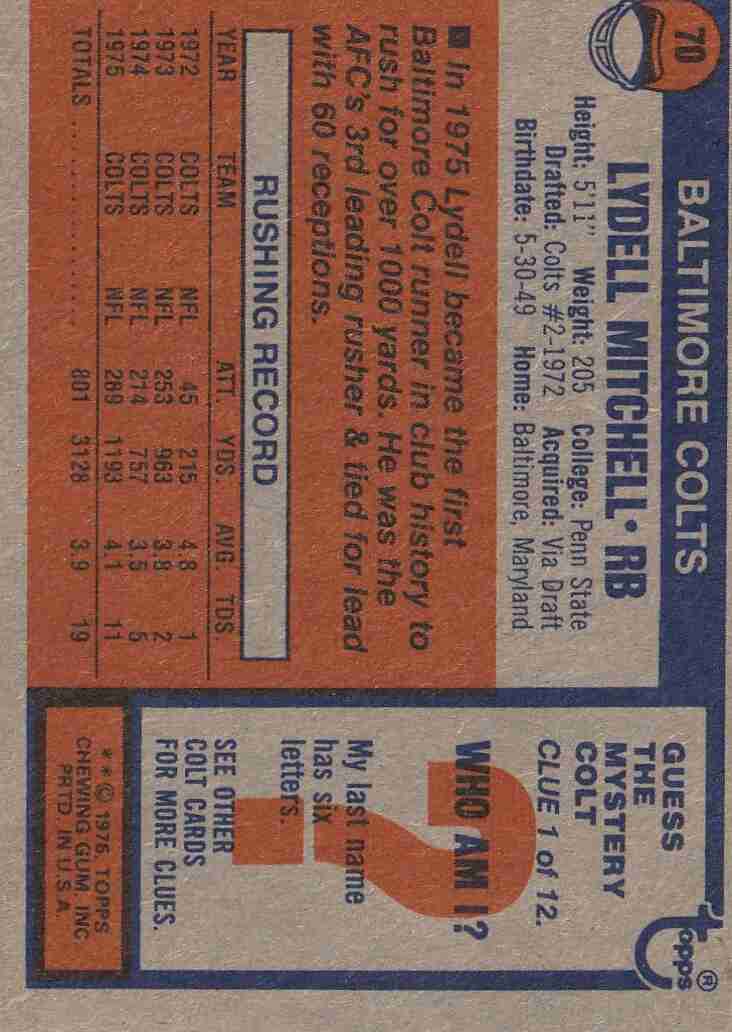 70
BALTIMORE COLTS
LYDELL MITCHELL • RB
Height: 5'11" Weight: 205 College: Penn State
Drafted: Colts #2-1972 Acquired: Via Draft
Birthdate: 5-30-49 Home: Baltimore, Maryland
■ In 1975 Lydell became the first
Baltimore Colt runner in club history to
rush for over 1000 yards. He was the
AFC's 3rd leading rusher & tied for lead
with 60 receptions.
RUSHING RECORD
YEAR TEAM ATT. YDS. AVG. TDS.
1972 COLTS NFL 45 215 4.8 1
1973 COLTS NFL 253 963 3.8 2
1974 COLTS NFL 214 757 3.5 5
1975 COLTS NFL 289 1193 4.1 11
TOTALS .................... 801 3128 3.9 19
topps®
GUESS
THE
MYSTERY
COLT
CLUE 1 of 12.
WHO AM I?
?
My last name
has six
letters.
SEE OTHER
COLT CARDS
FOR MORE CLUES.
**© 1976, TOPPS
CHEWING GUM, INC
PRTD. IN U.S.A.